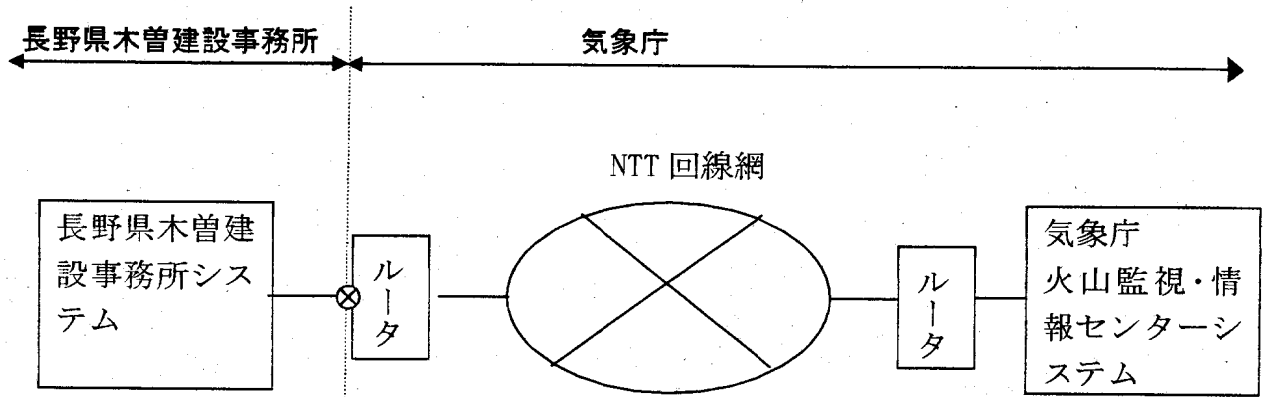 長野県木曽建設事務所
気象庁
NTT 回線網
長野県木曽建
設事務所シス
テム
ルータ
ルータ
気象庁
火山監視・情
報センターシ
ステム